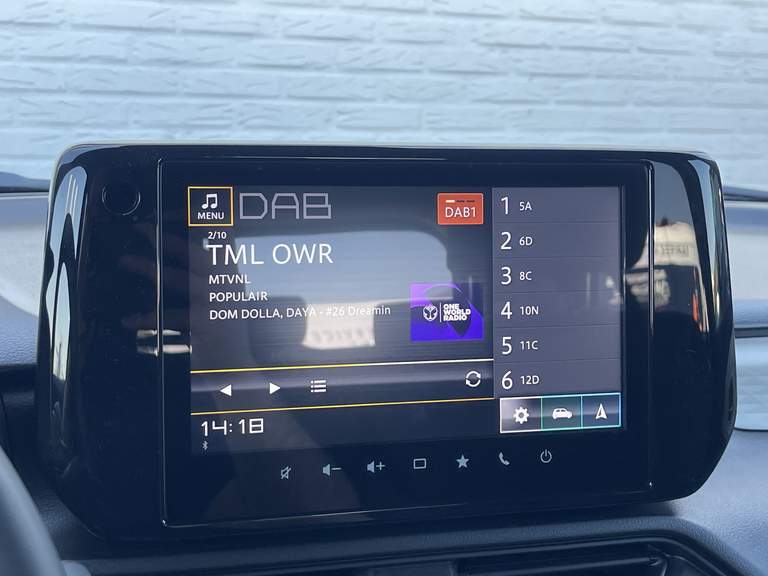 MENU
DAB
DAB1
2/10
TML OWR
MTVNL
POPULAIR
DOM DOLLA, DAYA - #26 Dreamin
ONE
WORLD
RADIO
1 5A
2 6D
3 8C
4 10N
5 11C
6 12D
14:18